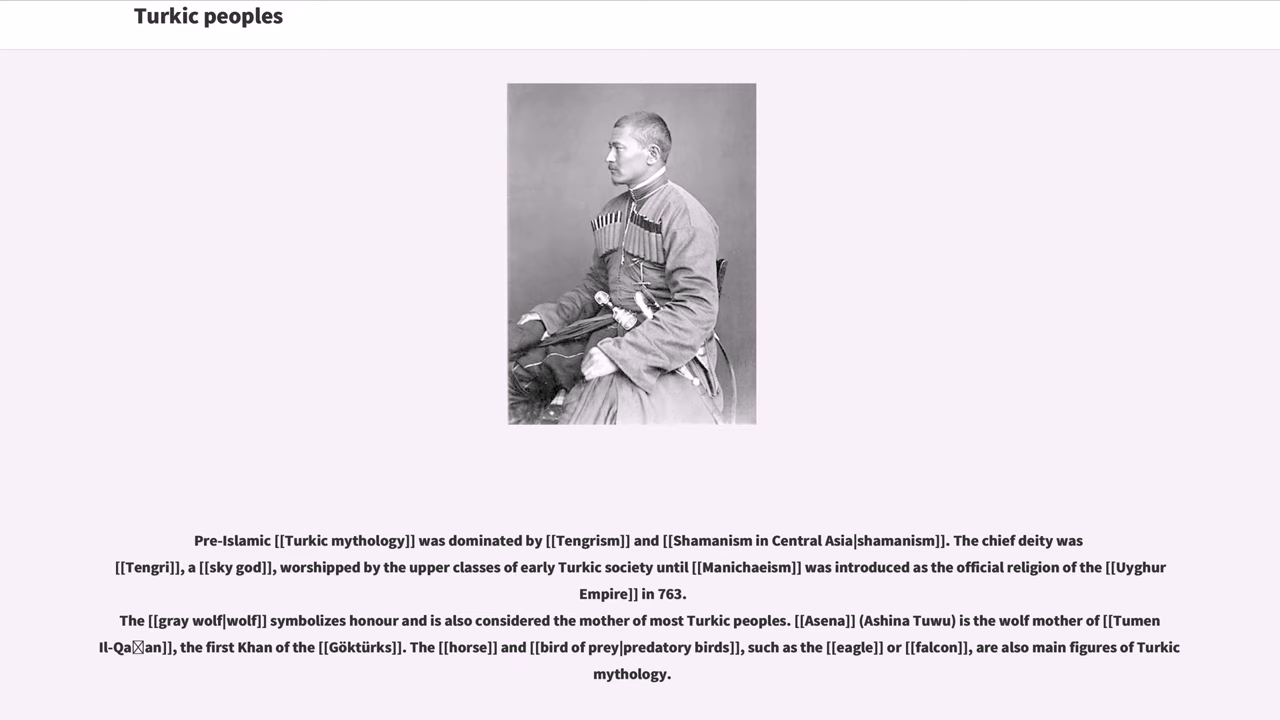 Turkic peoples
Pre-Islamic [[Turkic mythology]] was dominated by [[Tengrism]] and [[Shamanism in Central Asia|shamanism]]. The chief deity was
[[Tengri]], a [[sky god]], worshipped by the upper classes of early Turkic society until [[Manichaeism]] was introduced as the official religion of the [[Uyghur
Empire]] in 763.
The [[gray wolf|wolf]] symbolizes honour and is also considered the mother of most Turkic peoples. [[Asena]] (Ashina Tuwu) is the wolf mother of [[Tumen
Il-Qa□an]], the first Khan of the [[Göktürks]]. The [[horse]] and [[bird of prey|predatory birds]], such as the [[eagle]] or [[falcon]], are also main figures of Turkic
mythology.